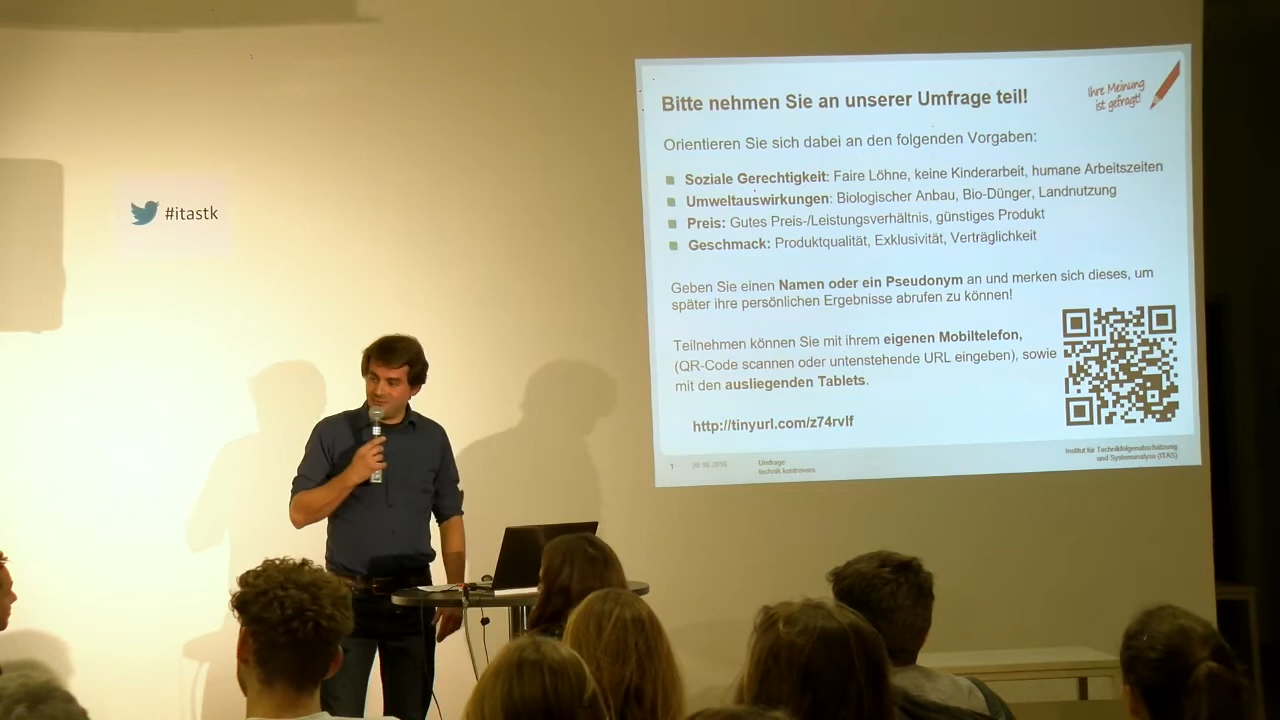 #itastk
Bitte nehmen Sie an unserer Umfrage teil!
Ihre Meinung
ist gefragt!
Orientieren Sie sich dabei an den folgenden Vorgaben:
Soziale Gerechtigkeit: Faire Löhne, keine Kinderarbeit, humane Arbeitszeiten
Umweltauswirkungen: Biologischer Anbau, Bio-Dünger, Landnutzung
Preis: Gutes Preis-/Leistungsverhältnis, günstiges Produkt
Geschmack: Produktqualität, Exklusivität, Verträglichkeit
Geben Sie einen Namen oder ein Pseudonym an und merken sich dieses, um
später ihre persönlichen Ergebnisse abrufen zu können!
Teilnehmen können Sie mit ihrem eigenen Mobiltelefon,
(QR-Code scannen oder untenstehende URL eingeben), sowie
mit den ausliegenden Tablets.
http://tinyurl.com/z74rvlf
1 20.10.2016 Umfrage
technik.kontrovers
Institut für Technikfolgenabschätzung
und Systemanalyse (ITAS)